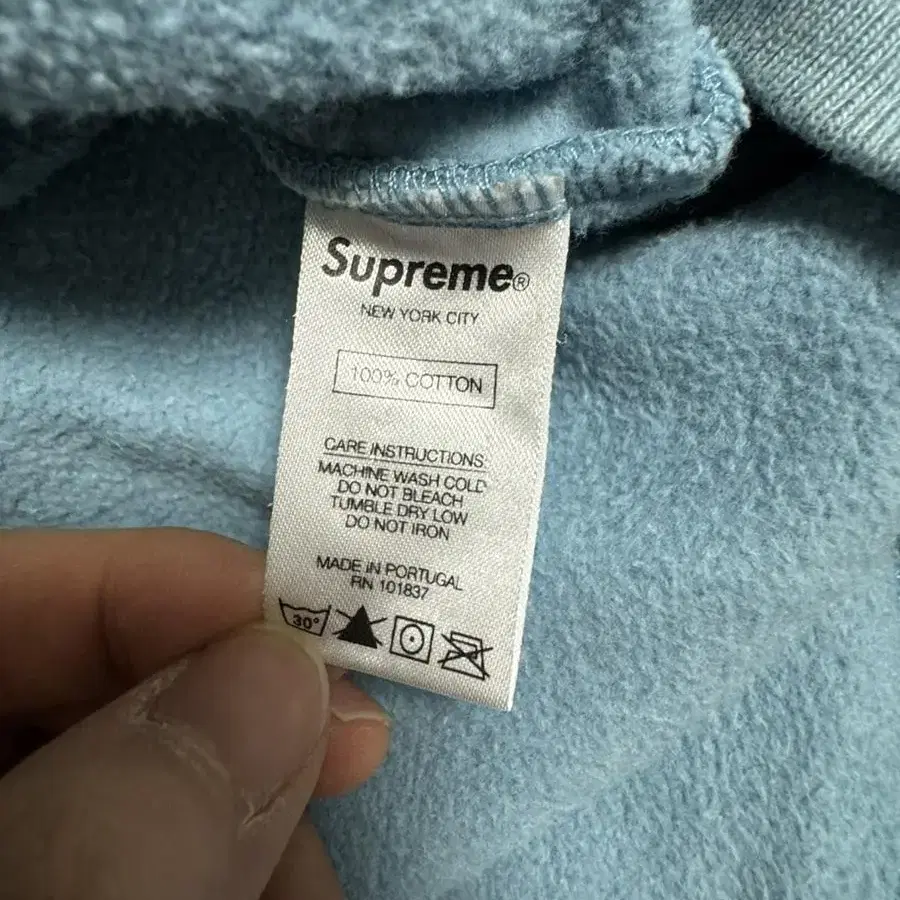 Supreme®
NEW YORK CITY
100% COTTON
CARE INSTRUCTIONS:
MACHINE WASH COLD
DO NOT BLEACH
TUMBLE DRY LOW
DO NOT IRON
MADE IN PORTUGAL
RN 101837
30°